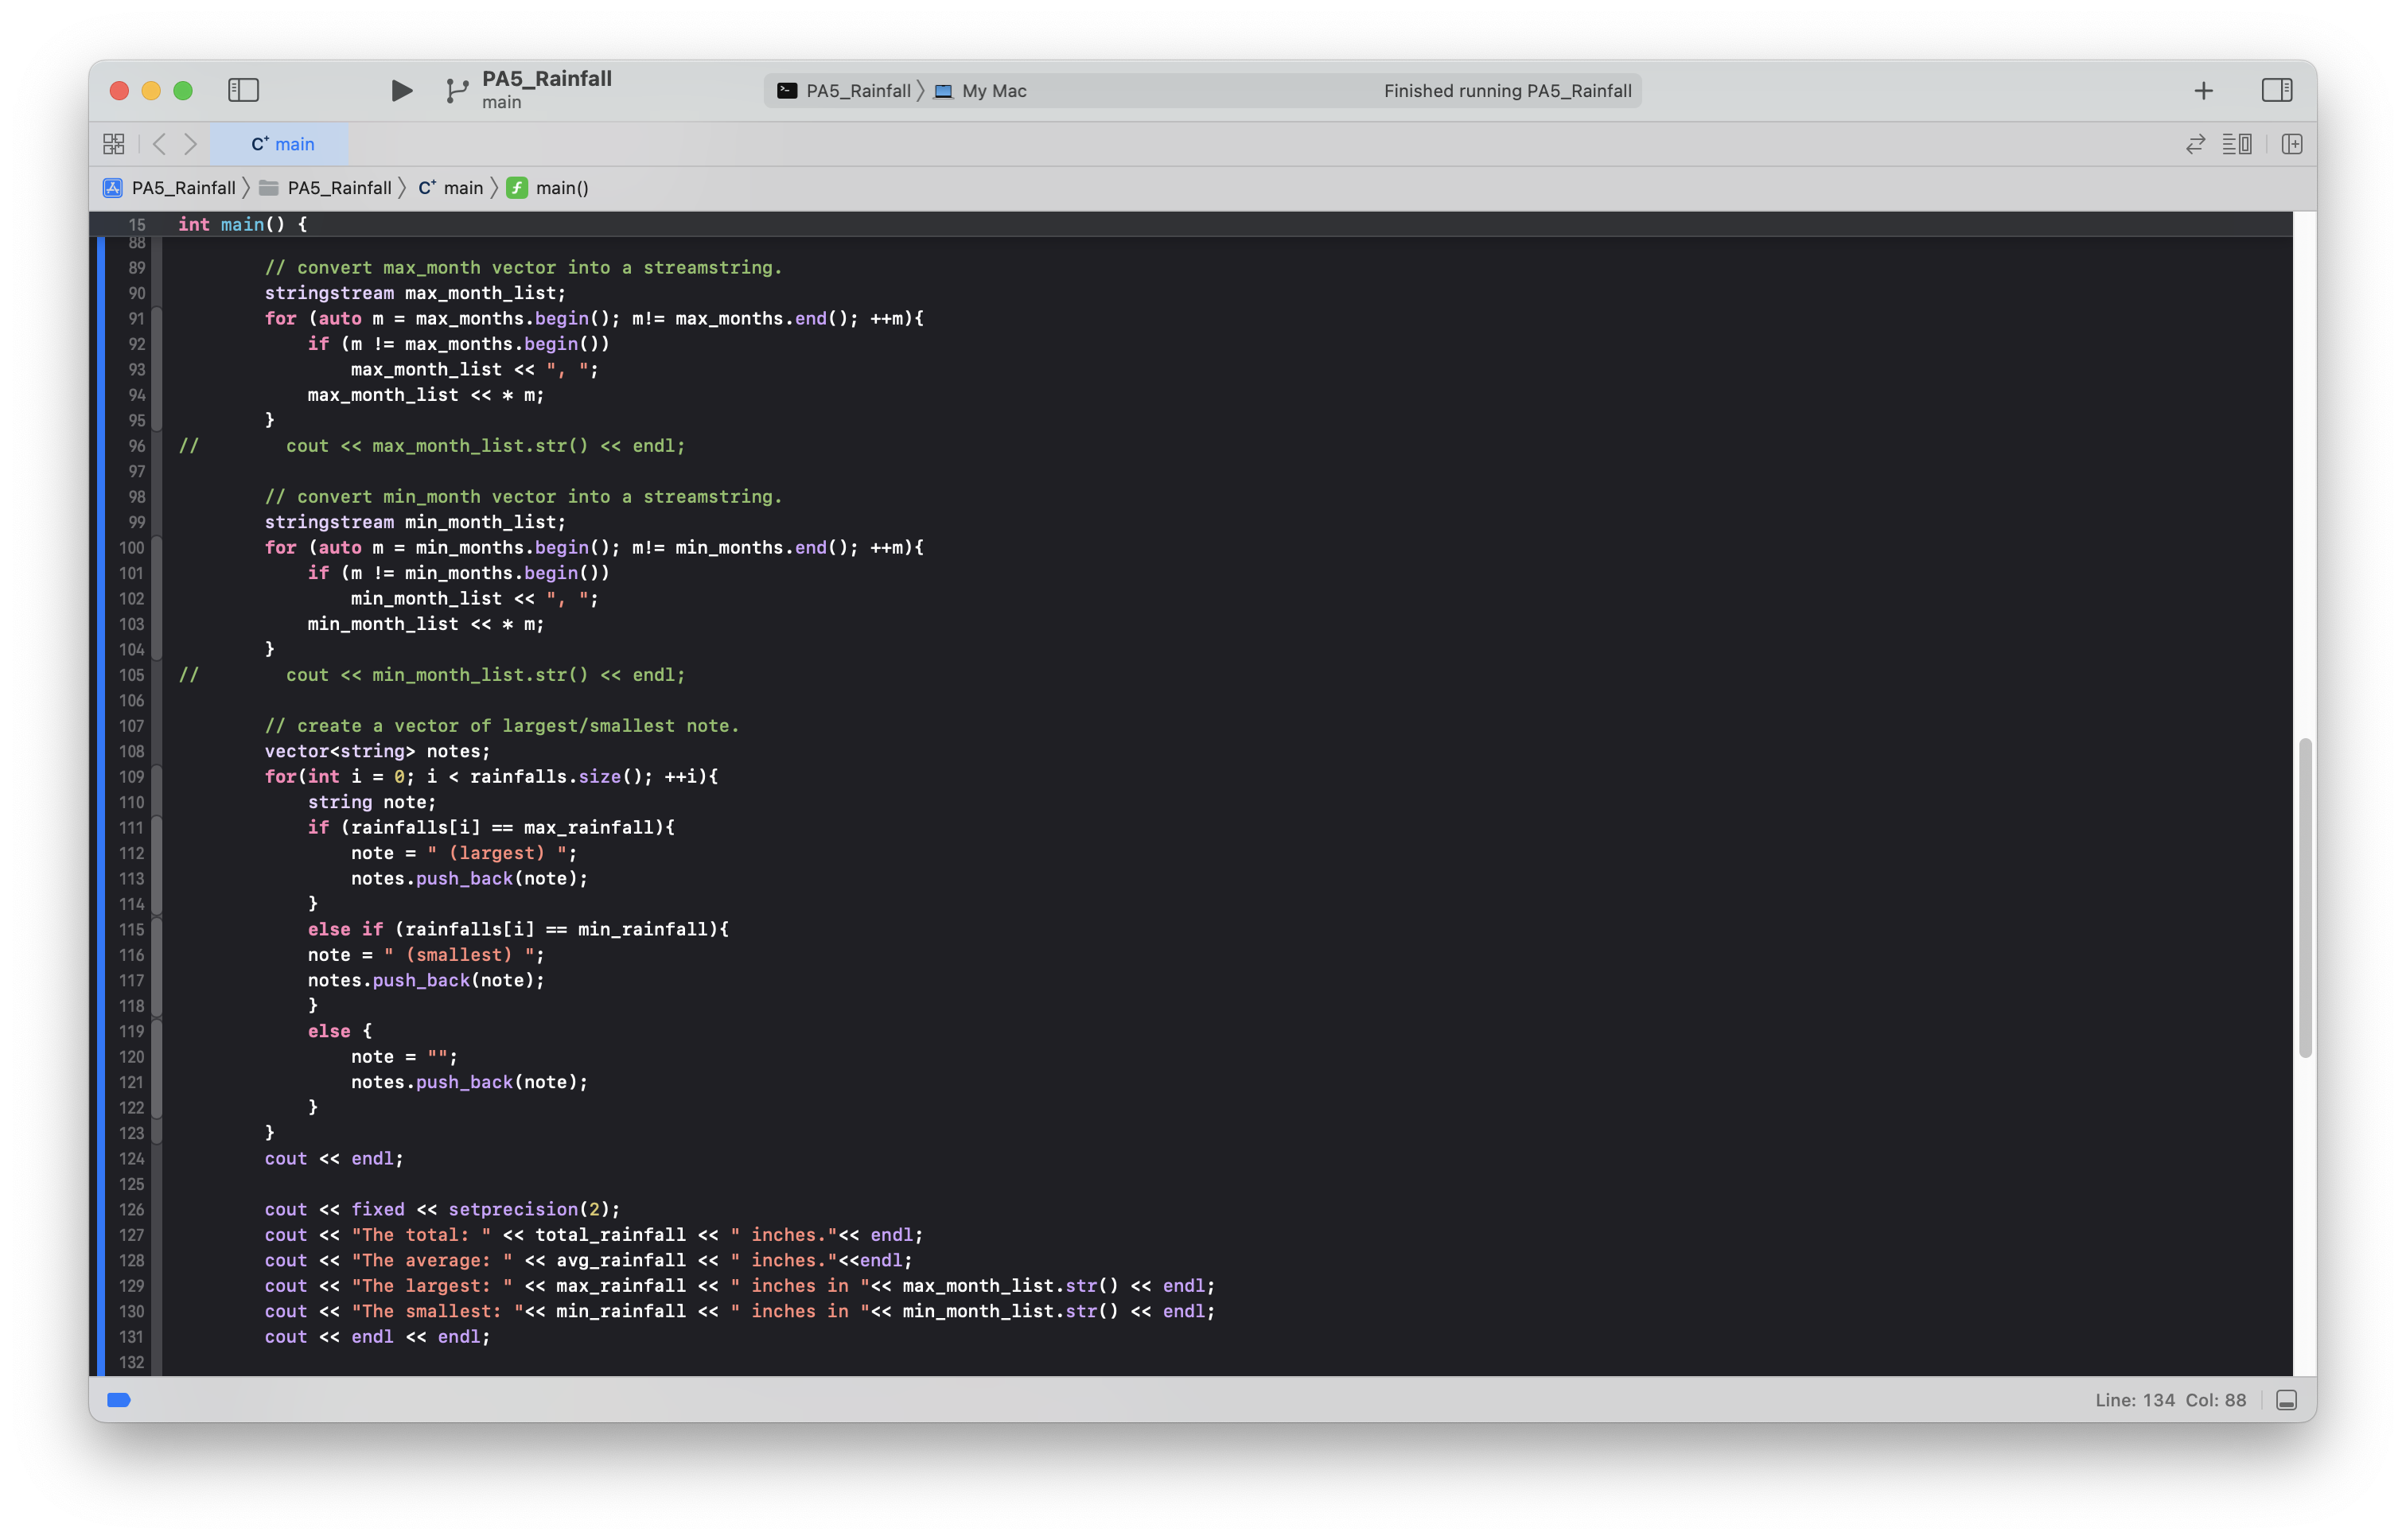 PA5_Rainfall
main
PA5_Rainfall 〉 My Mac
Finished running PA5_Rainfall
C+ main
PA5_Rainfall 〉 PA5_Rainfall 〉 C+ main 〉 f main()
15 int main() {
88
89         // convert max_month vector into a streamstring.
90         stringstream max_month_list;
91         for (auto m = max_months.begin(); m!= max_months.end(); ++m){
92             if (m != max_months.begin())
93                 max_month_list << ", ";
94             max_month_list << * m;
95         }
96 //        cout << max_month_list.str() << endl;
97
98         // convert min_month vector into a streamstring.
99         stringstream min_month_list;
100         for (auto m = min_months.begin(); m!= min_months.end(); ++m){
101             if (m != min_months.begin())
102                 min_month_list << ", ";
103             min_month_list << * m;
104         }
105 //        cout << min_month_list.str() << endl;
106
107         // create a vector of largest/smallest note.
108         vector<string> notes;
109         for(int i = 0; i < rainfalls.size(); ++i){
110             string note;
111             if (rainfalls[i] == max_rainfall){
112                 note = " (largest) ";
113                 notes.push_back(note);
114             }
115             else if (rainfalls[i] == min_rainfall){
116             note = " (smallest) ";
117             notes.push_back(note);
118             }
119             else {
120                 note = "";
121                 notes.push_back(note);
122             }
123         }
124         cout << endl;
125
126         cout << fixed << setprecision(2);
127         cout << "The total: " << total_rainfall << " inches."<< endl;
128         cout << "The average: " << avg_rainfall << " inches."<<endl;
129         cout << "The largest: " << max_rainfall << " inches in "<< max_month_list.str() << endl;
130         cout << "The smallest: "<< min_rainfall << " inches in "<< min_month_list.str() << endl;
131         cout << endl << endl;
132
Line: 134 Col: 88